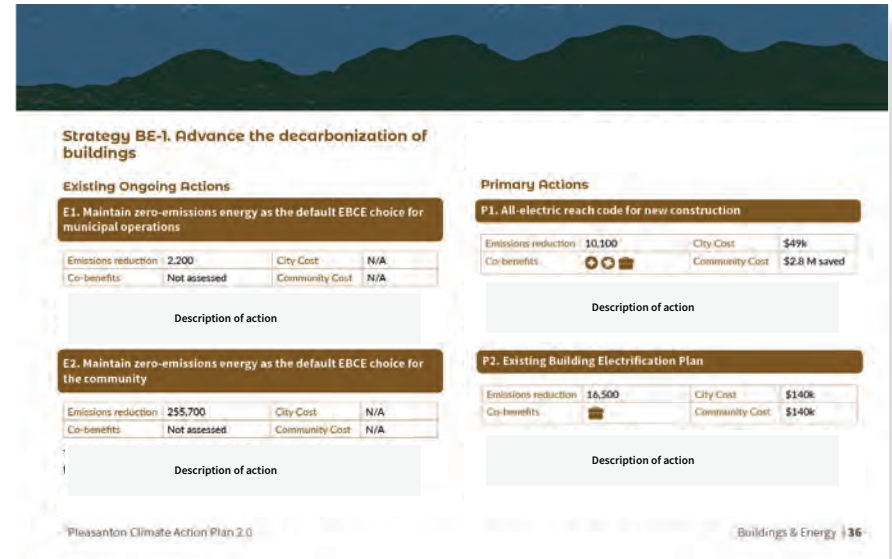 Strategy BE-1. Advance the decarbonization of
buildings
Existing Ongoing Actions
E1. Maintain zero-emissions energy as the default EBCE choice for
municipal operations
Emissions reduction 2,200 City Cost N/A
Co-benefits Not assessed Community Cost N/A
Description of action
E2. Maintain zero-emissions energy as the default EBCE choice for
the community
Emissions reduction 255,700 City Cost N/A
Co-benefits Not assessed Community Cost N/A
Description of action
Primary Actions
P1. All-electric reach code for new construction
Emissions reduction 10,100 City Cost $49k
Co-benefits Community Cost $2.8 M saved
Description of action
P2. Existing Building Electrification Plan
Emissions reduction 16,500 City Cost $140k
Co-benefits Community Cost $140k
Description of action
Pleasanton Climate Action Plan 2.0
Buildings & Energy | 36